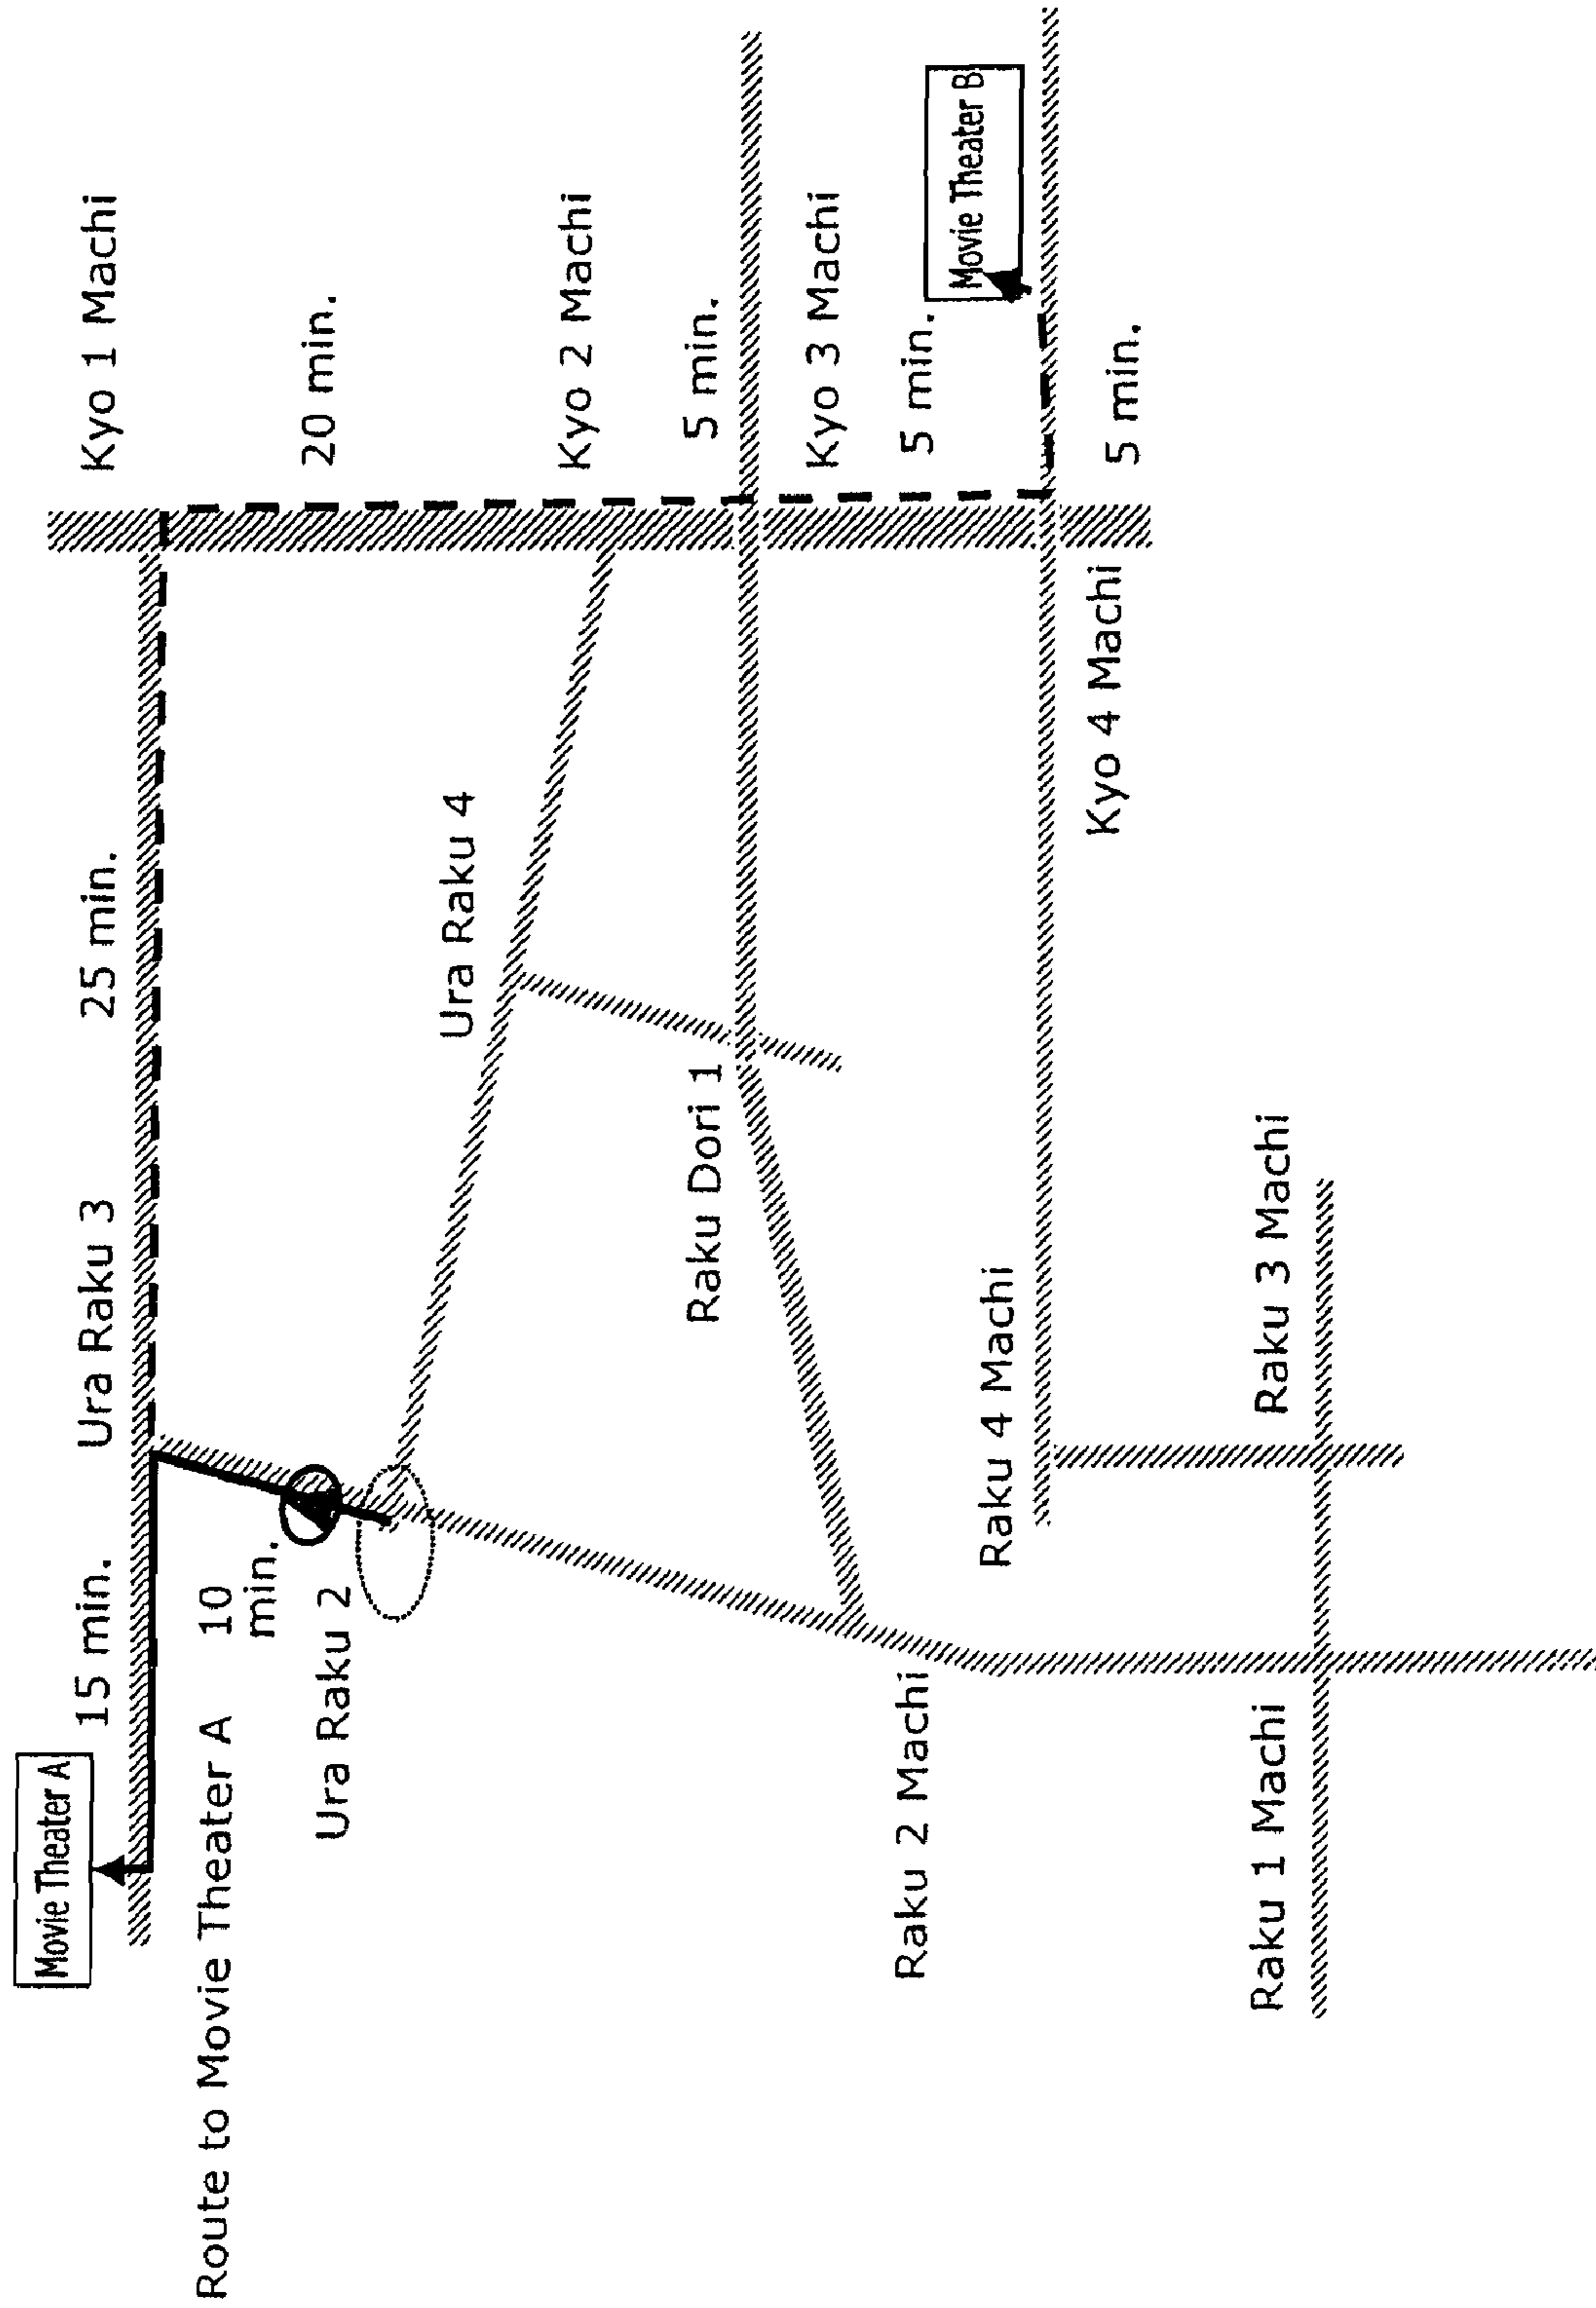 Movie Theater A
15 min.
Ura Raku 3
25 min.
Kyo 1 Machi
Route to Movie Theater A
10
min.
20 min.
Ura Raku 2
Ura Raku 4
Kyo 2 Machi
Raku Dori 1
5 min.
Kyo 3 Machi
Raku 2 Machi
5 min.
Movie Theater B
Raku 4 Machi
Kyo 4 Machi
5 min.
Raku 1 Machi
Raku 3 Machi